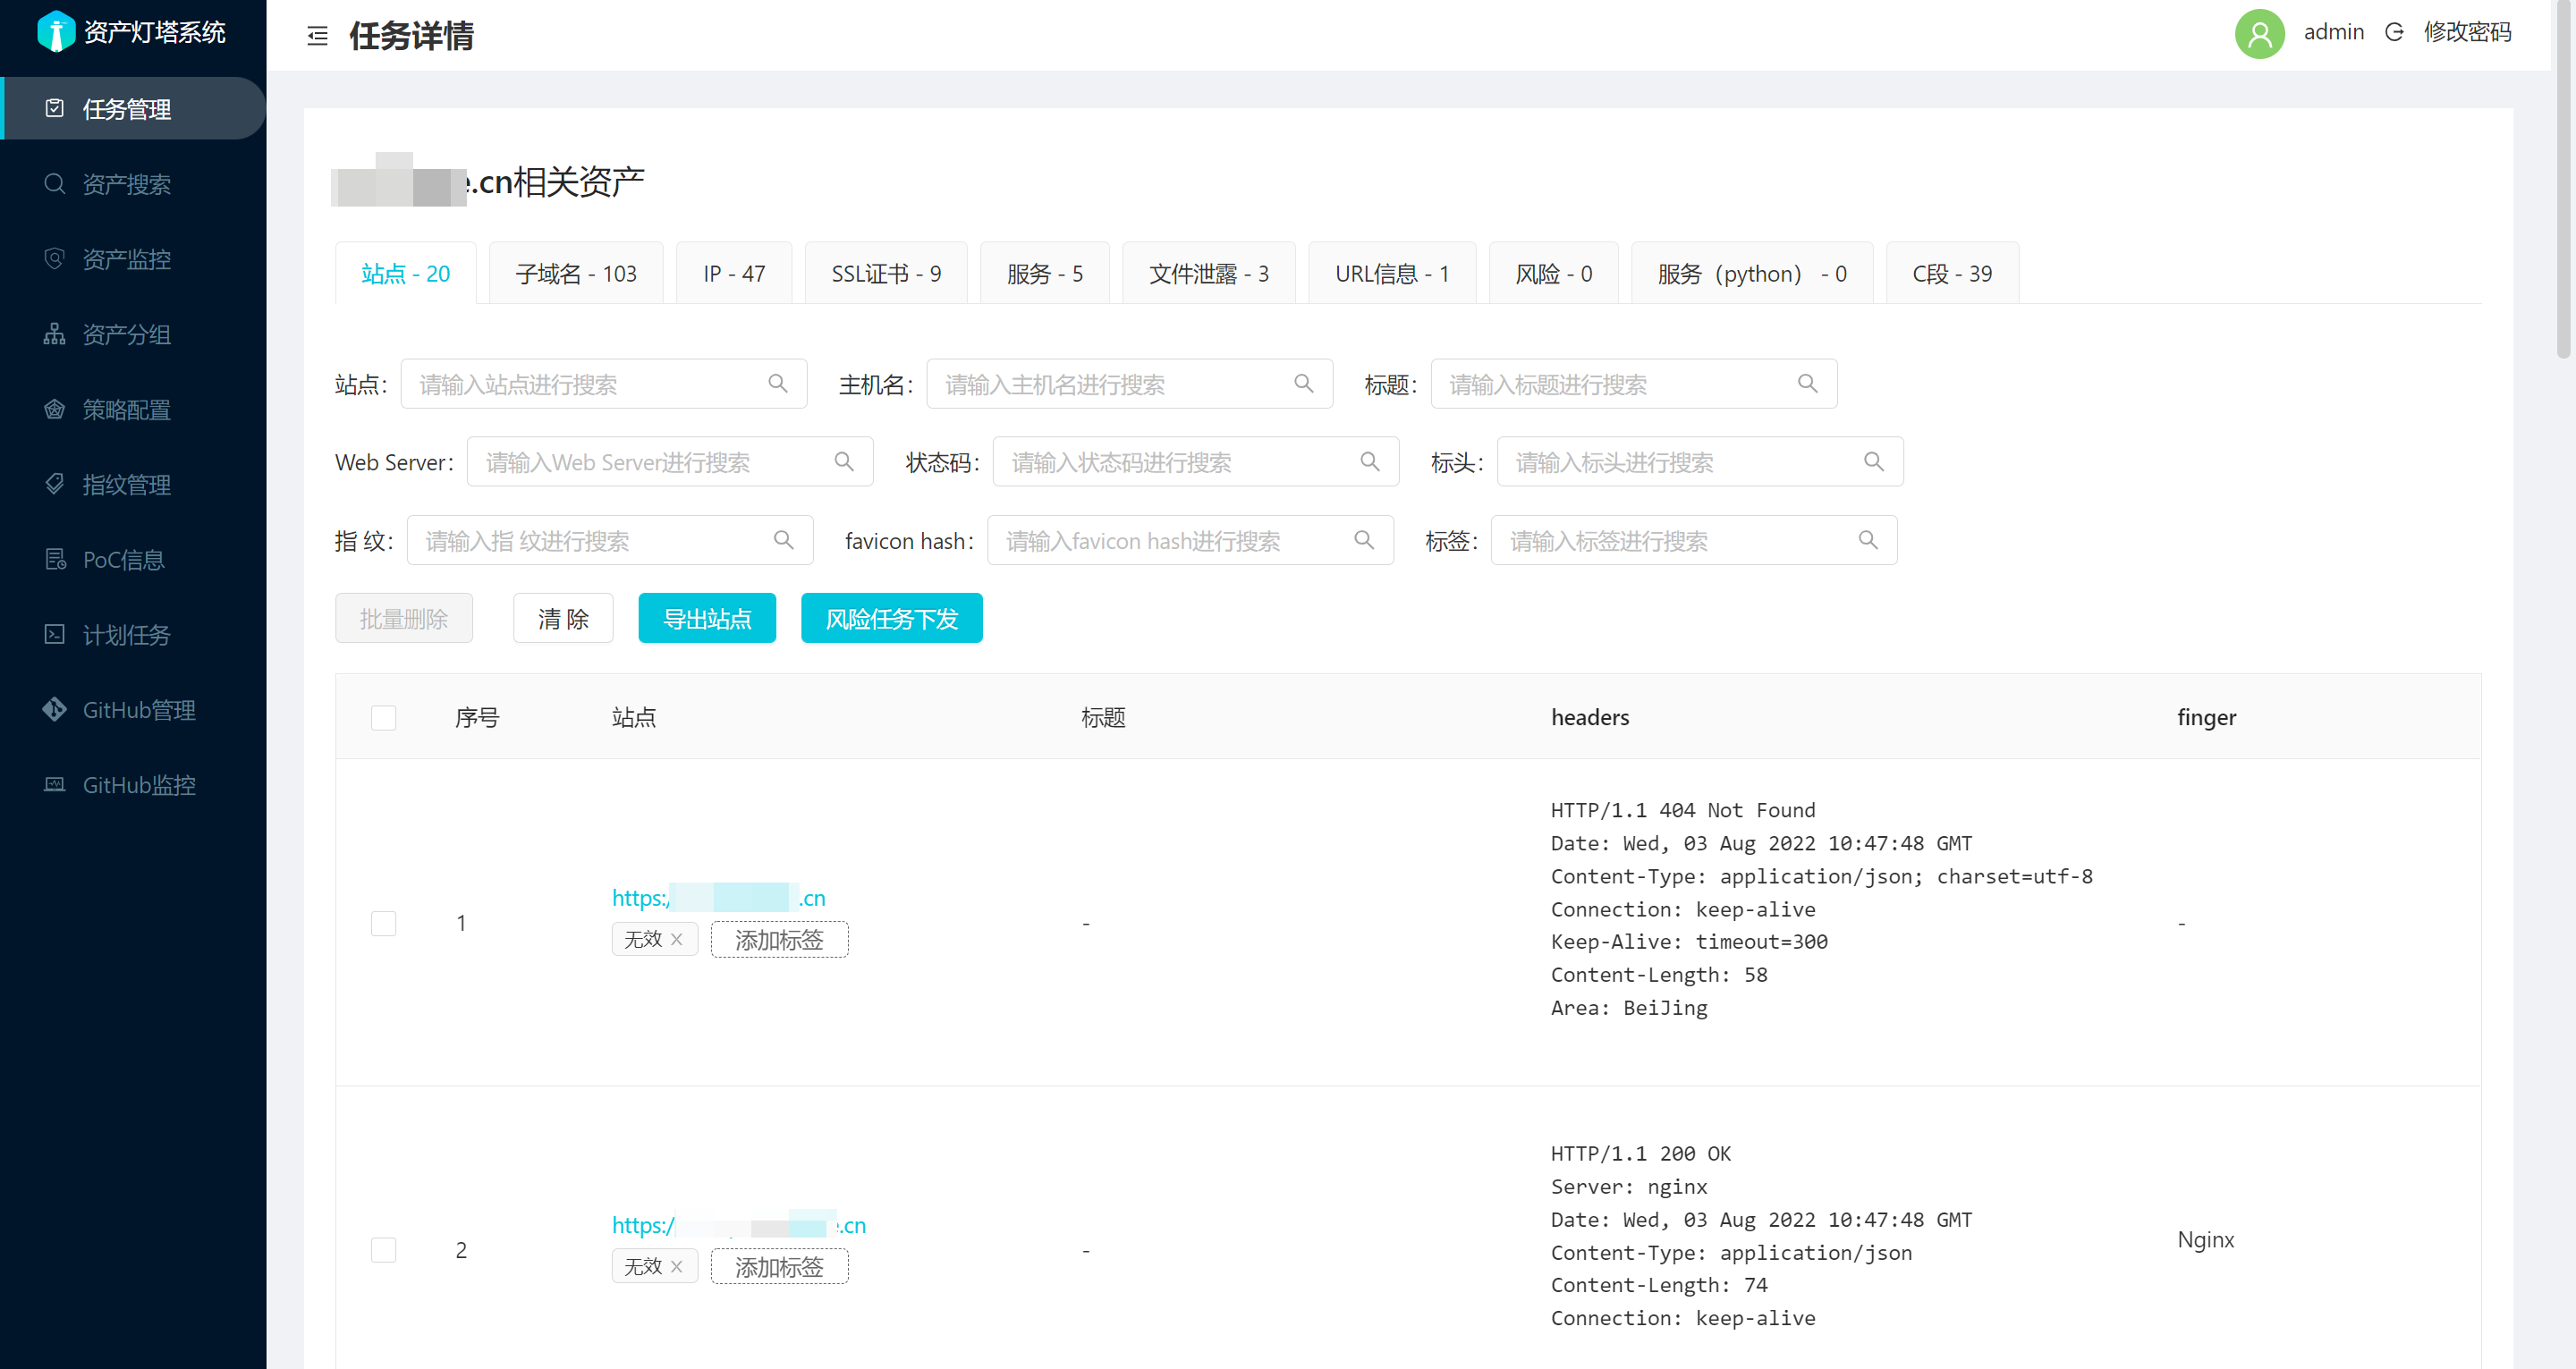 资产灯塔系统
任务详情
admin
修改密码
任务管理
资产搜索
资产监控
资产分组
策略配置
指纹管理
PoC信息
计划任务
GitHub管理
GitHub监控
.cn相关资产
站点 - 20
子域名 - 103
IP - 47
SSL证书 - 9
服务 - 5
文件泄露 - 3
URL信息 - 1
风险 - 0
服务（python） - 0
C段 - 39
站点： 请输入站点进行搜索
主机名： 请输入主机名进行搜索
标题： 请输入标题进行搜索
Web Server： 请输入Web Server进行搜索
状态码： 请输入状态码进行搜索
标头： 请输入标头进行搜索
指 纹： 请输入指 纹进行搜索
favicon hash： 请输入favicon hash进行搜索
标签： 请输入标签进行搜索
批量删除
清 除
导出站点
风险任务下发
序号
站点
标题
headers
finger
1
https:/
.cn
无效 ×
添加标签
-
HTTP/1.1 404 Not Found
Date: Wed, 03 Aug 2022 10:47:48 GMT
Content-Type: application/json; charset=utf-8
Connection: keep-alive
Keep-Alive: timeout=300
Content-Length: 58
Area: BeiJing
-
2
https:/
.cn
无效 ×
添加标签
-
HTTP/1.1 200 OK
Server: nginx
Date: Wed, 03 Aug 2022 10:47:48 GMT
Content-Type: application/json
Content-Length: 74
Connection: keep-alive
Nginx